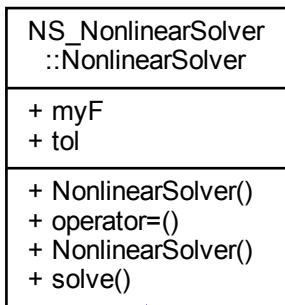 NS_NonlinearSolver
::NonlinearSolver
+ myF
+ tol
+ NonlinearSolver()
+ operator=()
+ NonlinearSolver()
+ solve()